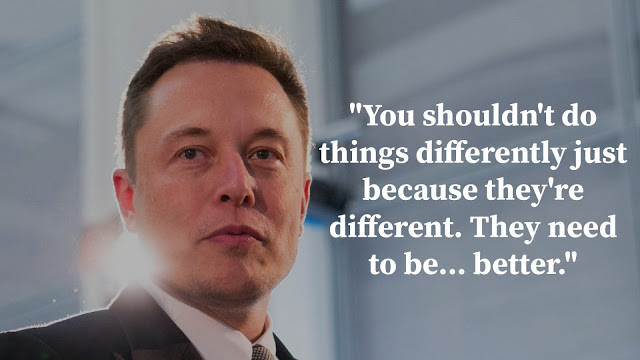 "You shouldn't do
things differently just
because they're
different. They need
to be... better."